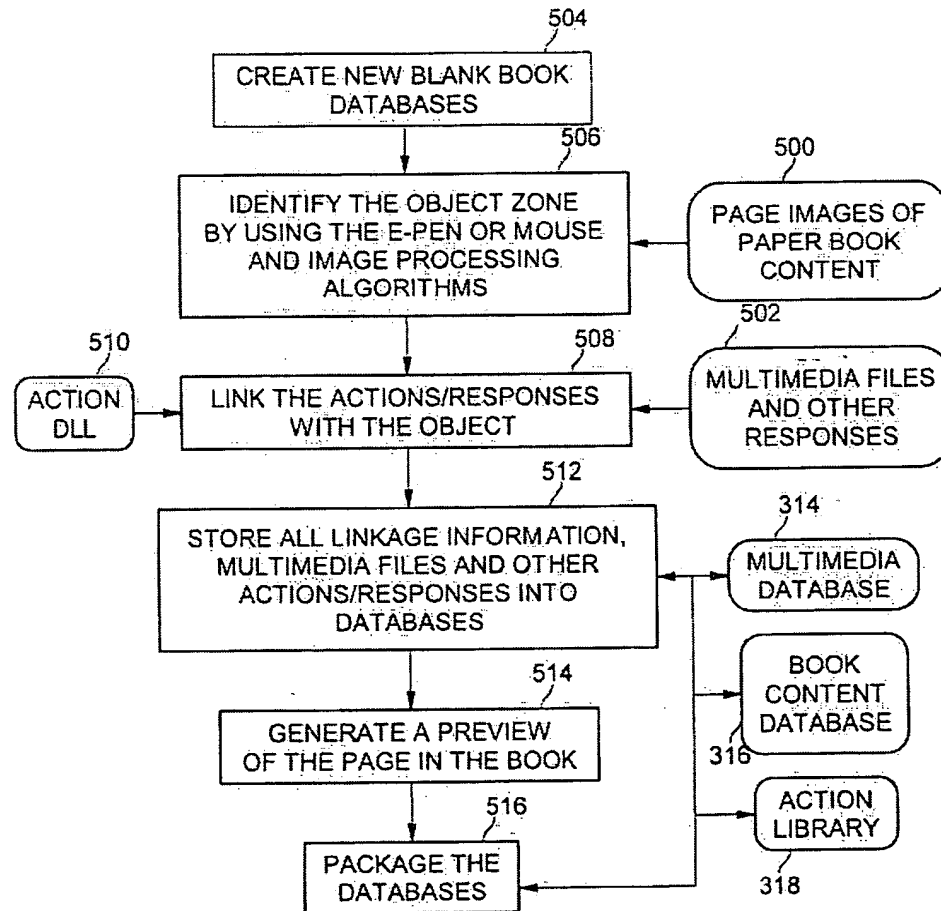 504
CREATE NEW BLANK BOOK
DATABASES
506
500
IDENTIFY THE OBJECT ZONE
BY USING THE E-PEN OR MOUSE
AND IMAGE PROCESSING
ALGORITHMS
PAGE IMAGES OF
PAPER BOOK
CONTENT
510
508
502
ACTION
DLL
LINK THE ACTIONS/RESPONSES
WITH THE OBJECT
MULTIMEDIA FILES
AND OTHER
RESPONSES
512
314
STORE ALL LINKAGE INFORMATION,
MULTIMEDIA FILES AND OTHER
ACTIONS/RESPONSES INTO
DATABASES
MULTIMEDIA
DATABASE
514
BOOK
CONTENT
DATABASE
316
GENERATE A PREVIEW
OF THE PAGE IN THE BOOK
516
ACTION
LIBRARY
318
PACKAGE THE
DATABASES